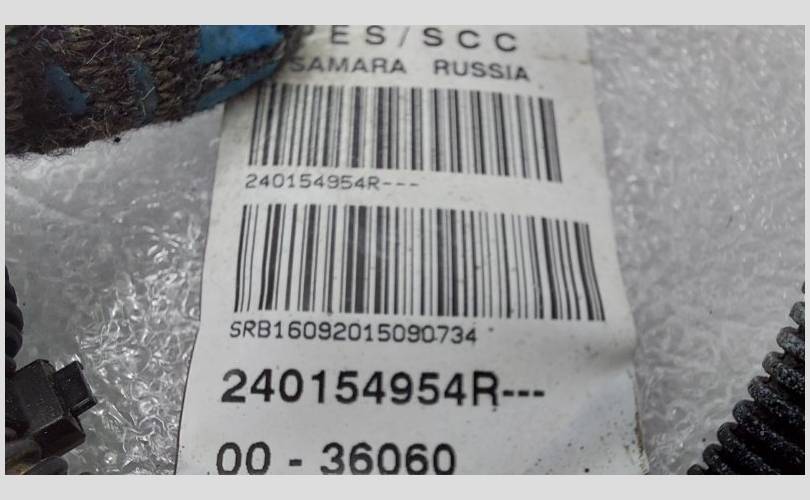 PES/SCC
SAMARA RUSSIA
240154954R---
SRB16092015090734
240154954R---
00 - 36060